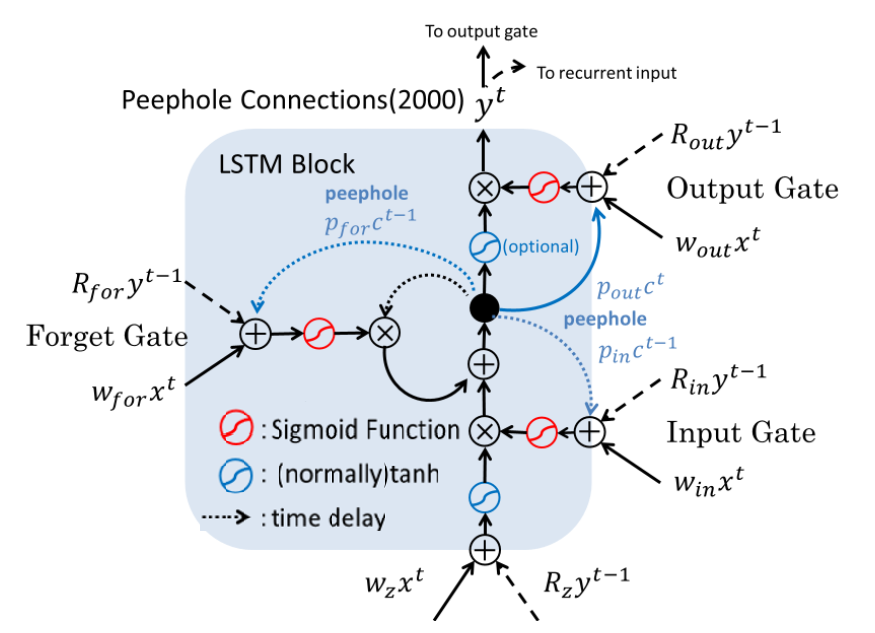 To output gate
To recurrent input
Peephole Connections(2000) y^t
LSTM Block
R_{out}y^{t-1}
Output Gate
w_{out}x^t
peephole
p_{for}c^{t-1}
(optional)
R_{for}y^{t-1}
Forget Gate
w_{for}x^t
p_{out}c^t
peephole
p_{in}c^{t-1}
R_{in}y^{t-1}
Input Gate
w_{in}x^t
: Sigmoid Function
: (normally)tanh
: time delay
w_zx^t
R_zy^{t-1}